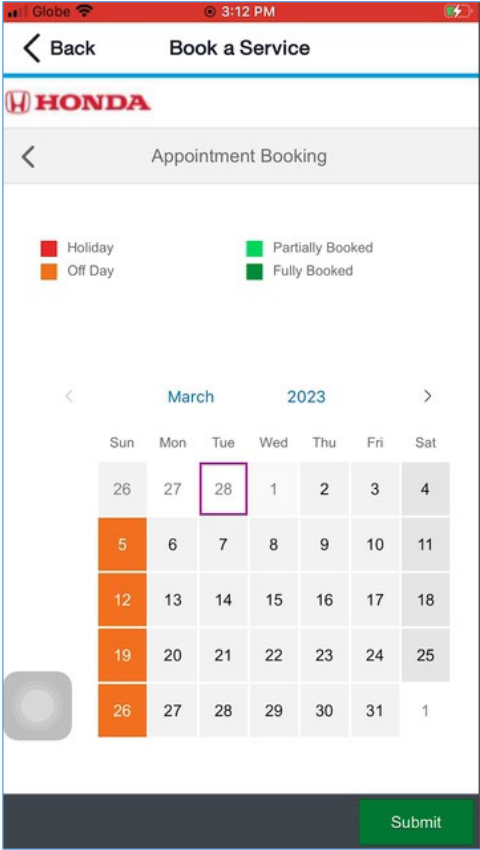 Globe 3:12 PM
Back Book a Service
HONDA
Appointment Booking
Holiday Partially Booked
Off Day Fully Booked
March 2023
Sun Mon Tue Wed Thu Fri Sat
26 27 28 1 2 3 4
5 6 7 8 9 10 11
12 13 14 15 16 17 18
19 20 21 22 23 24 25
26 27 28 29 30 31 1
Submit